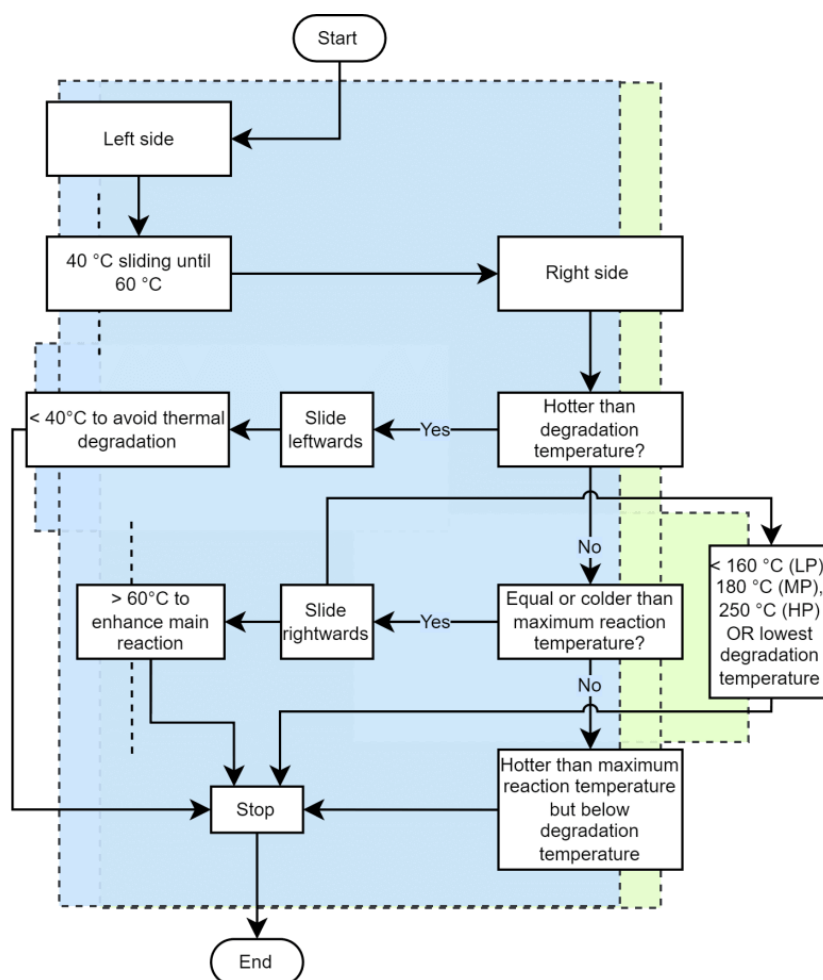 Start
Left side
40 °C sliding until
60 °C
Right side
< 40°C to avoid thermal
degradation
Slide
leftwards
Yes
Hotter than
degradation
temperature?
No
< 160 °C (LP),
180 °C (MP),
250 °C (HP)
OR lowest
degradation
temperature
> 60°C to
enhance main
reaction
Slide
rightwards
Yes
Equal or colder than
maximum reaction
temperature?
No
Hotter than maximum
reaction temperature
but below
degradation
temperature
Stop
End